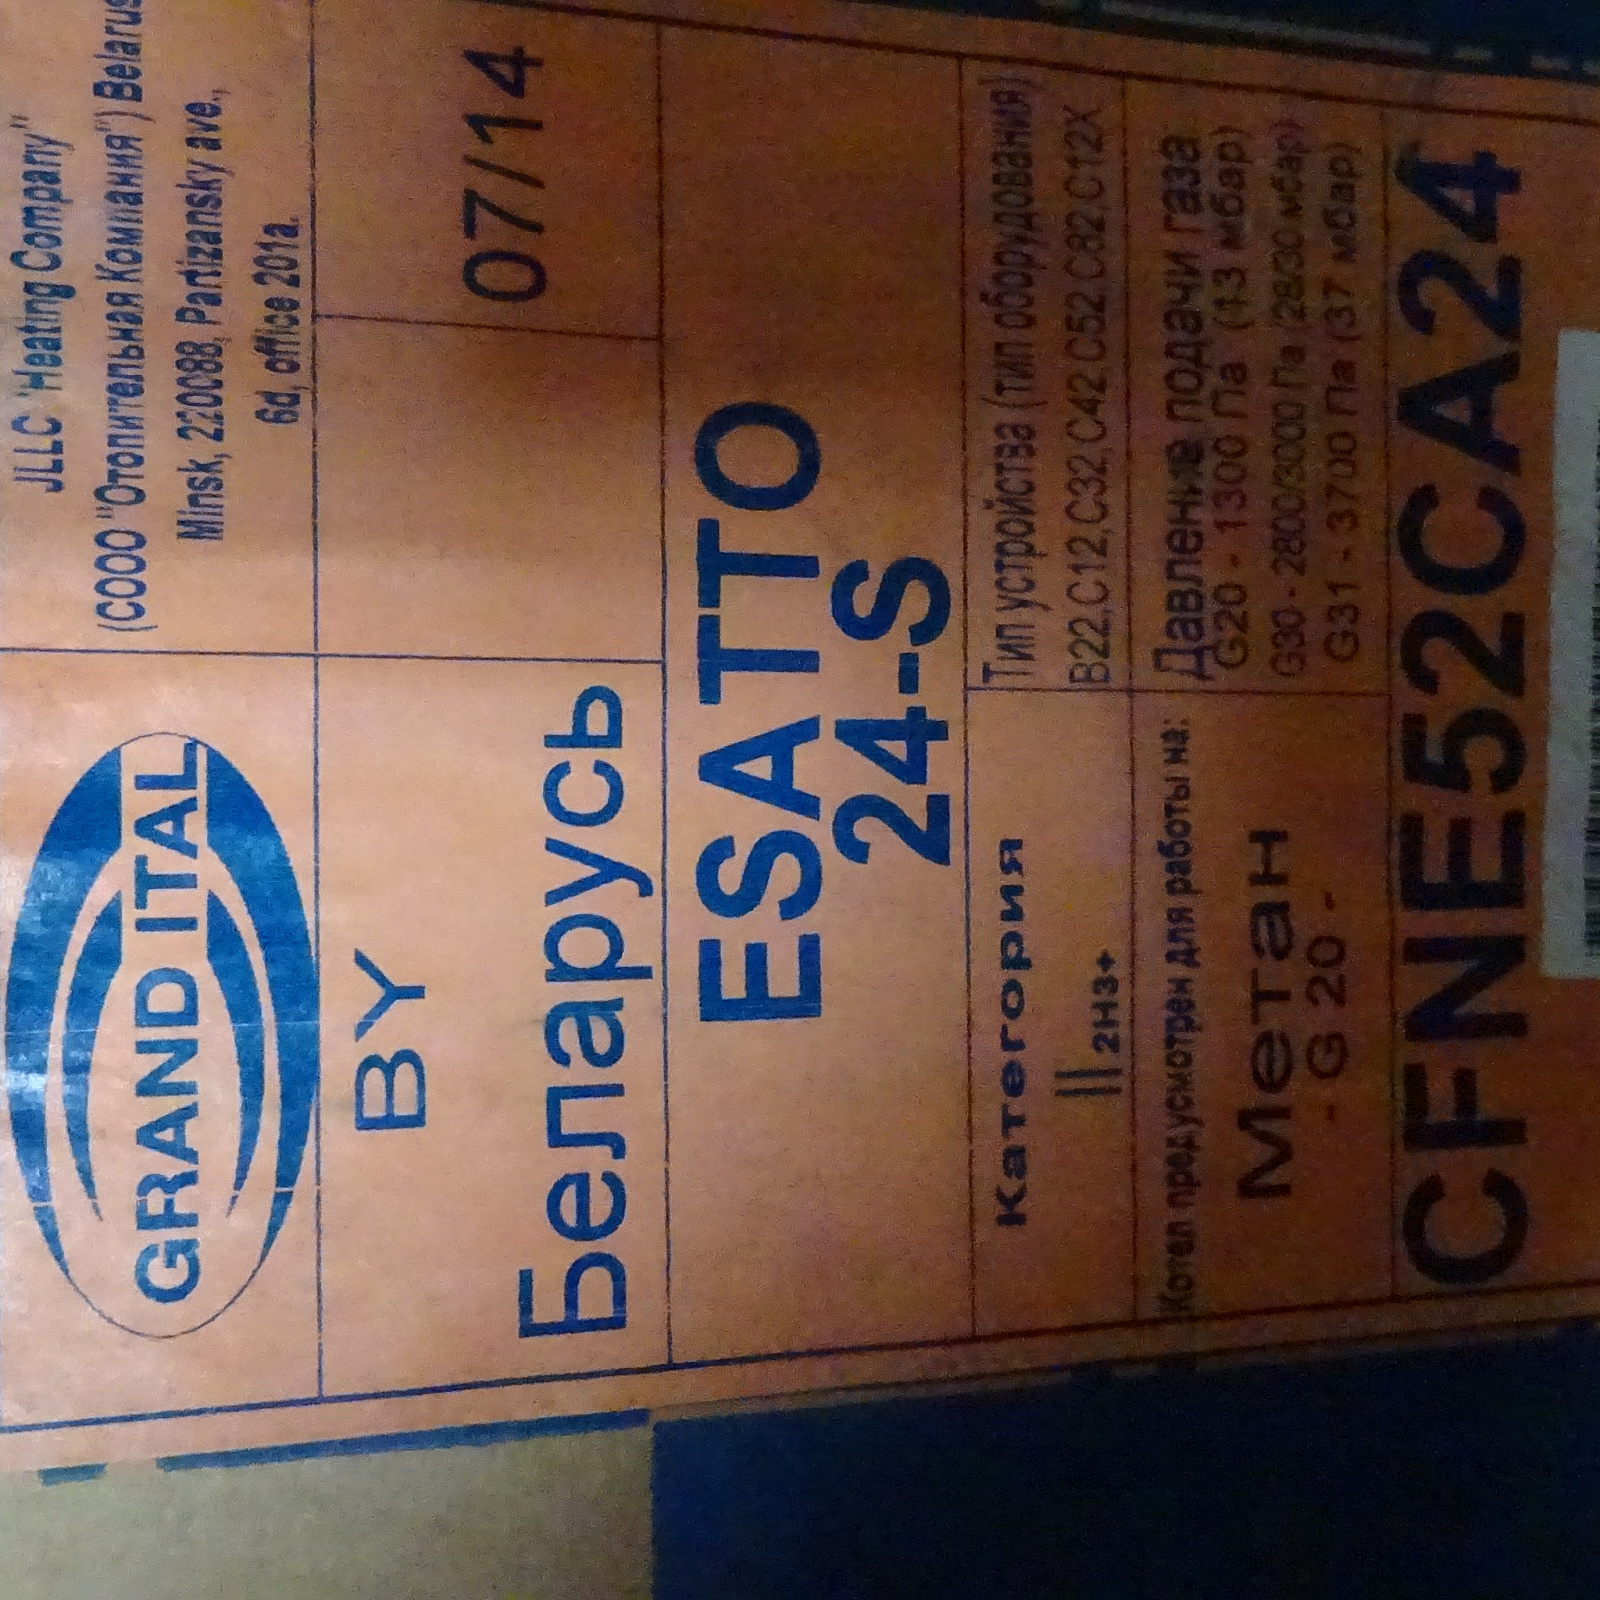 GRAND ITAL
JLLC "Heating Company"
(СООО "Отопительная Компания") Belarus
Minsk, 220088, Partizansky ave.,
6d, office 201a.
BY
Беларусь
07/14
ESATTO
24-S
Категория
II 2H3+
Тип устройства (тип оборудования)
B22,C12,C32,C42,C52,C82,C12X
Котел предусмотрен для работы на:
Метан
- G 20 -
Давление подачи газа
G20 - 1300 Па (13 мбар)
G30 - 2800/3000 Па (28/30 мбар)
G31 - 3700 Па (37 мбар)
CFNE52CA24